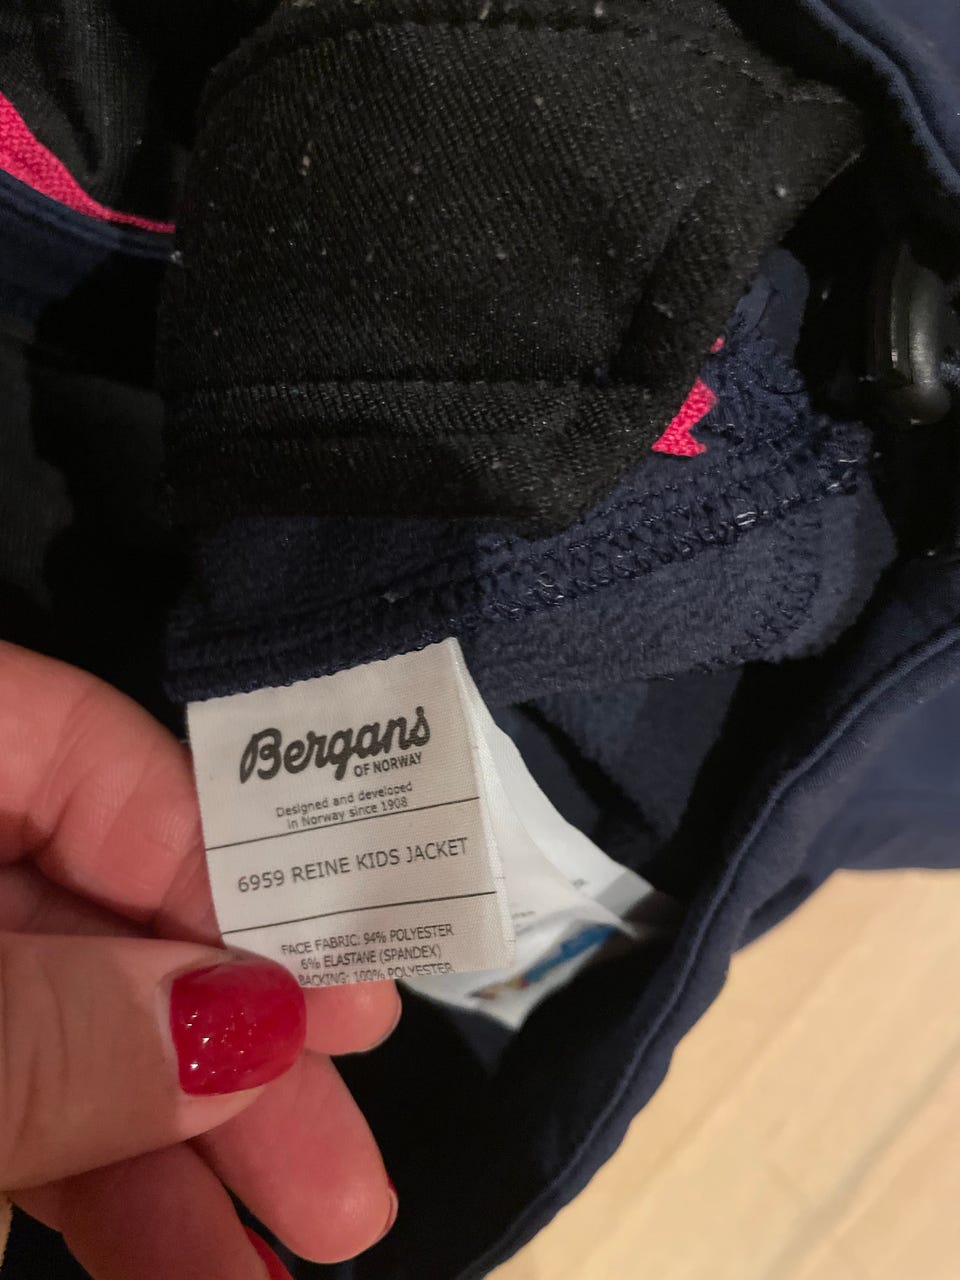 Bergans
OF NORWAY
Designed and developed
in Norway since 1908
6959 REINE KIDS JACKET
FACE FABRIC: 94% POLYESTER
6% ELASTANE (SPANDEX)
BACKING: 100% POLYESTER